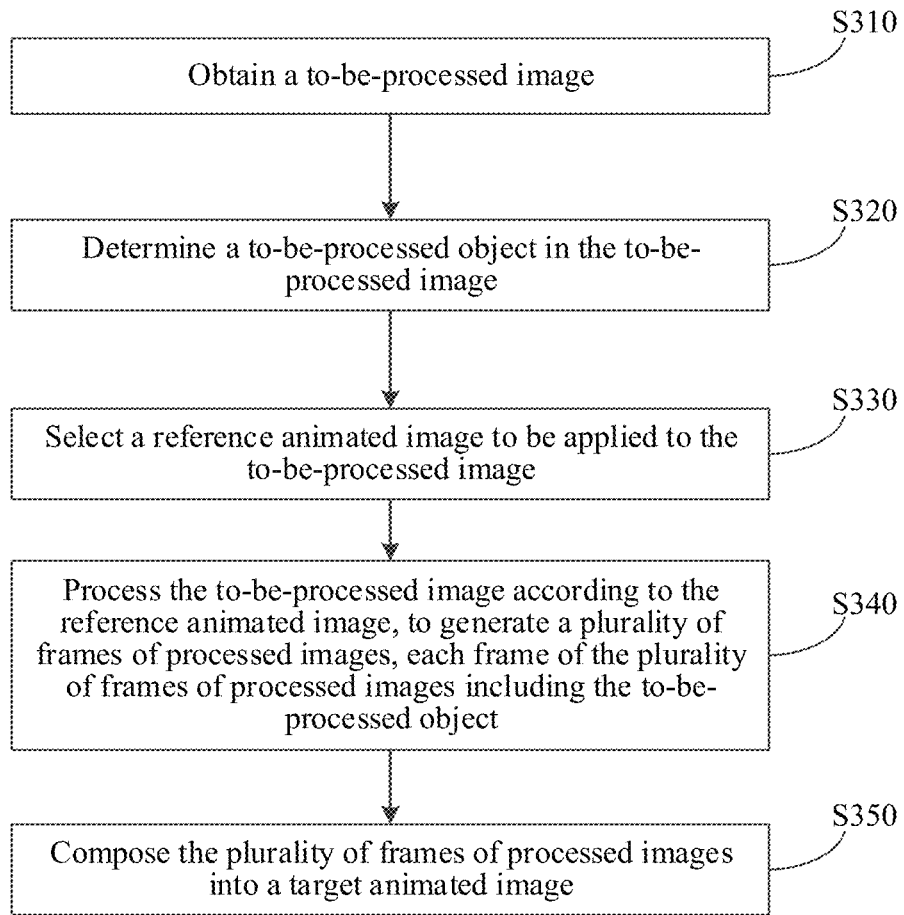 S310
Obtain a to-be-processed image
S320
Determine a to-be-processed object in the to-be-
processed image
S330
Select a reference animated image to be applied to the
to-be-processed image
S340
Process the to-be-processed image according to the
reference animated image, to generate a plurality of
frames of processed images, each frame of the plurality
of frames of processed images including the to-be-
processed object
S350
Compose the plurality of frames of processed images
into a target animated image